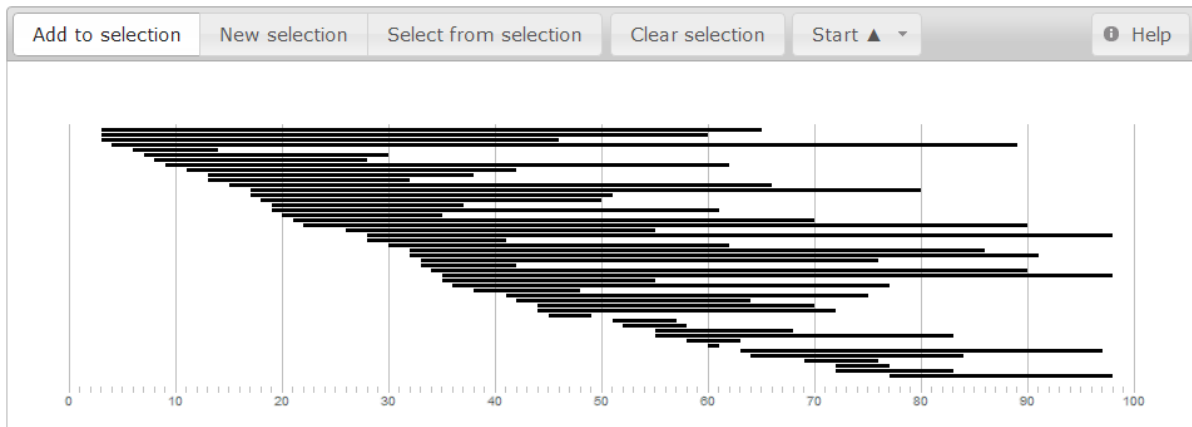 Add to selection New selection Select from selection Clear selection Start ▲ Help
0 10 20 30 40 50 60 70 80 90 100